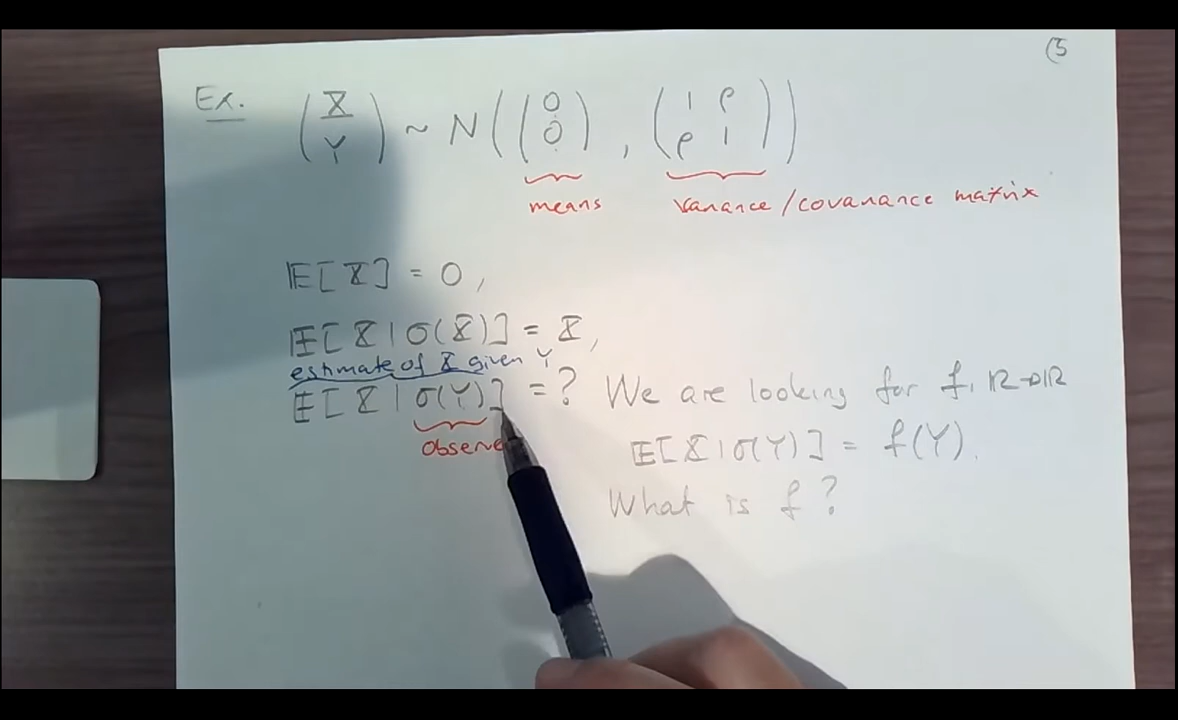 (5
Ex. (X Y) ~ N((0 0), (1 ρ ρ 1))
means variance/covariance matrix
E[X] = 0,
E[X|σ(X)] = X,
estimate of X given Y
E[X|σ(Y)] = ? We are looking for f: R→R
observe E[X|σ(Y)] = f(Y).
What is f?